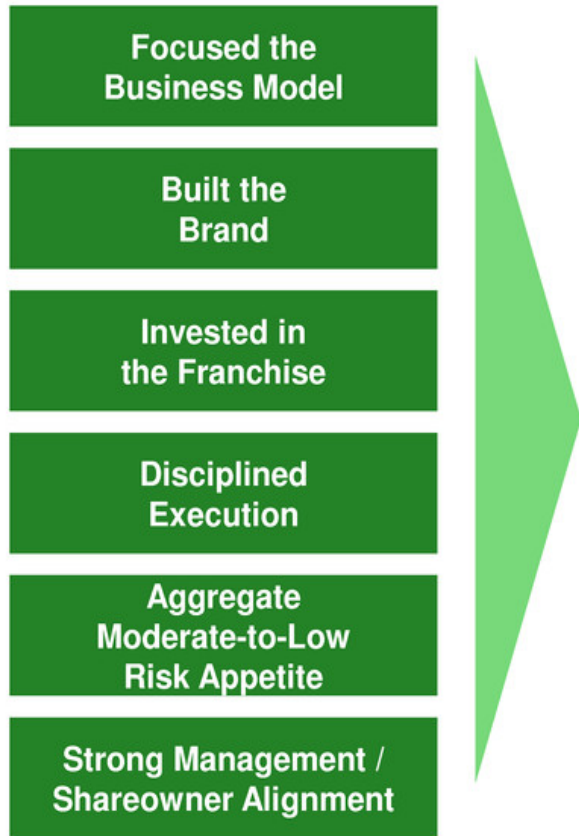 Focused the
Business Model
Built the
Brand
Invested in
the Franchise
Disciplined
Execution
Aggregate
Moderate-to-Low
Risk Appetite
Strong Management /
Shareowner Alignment